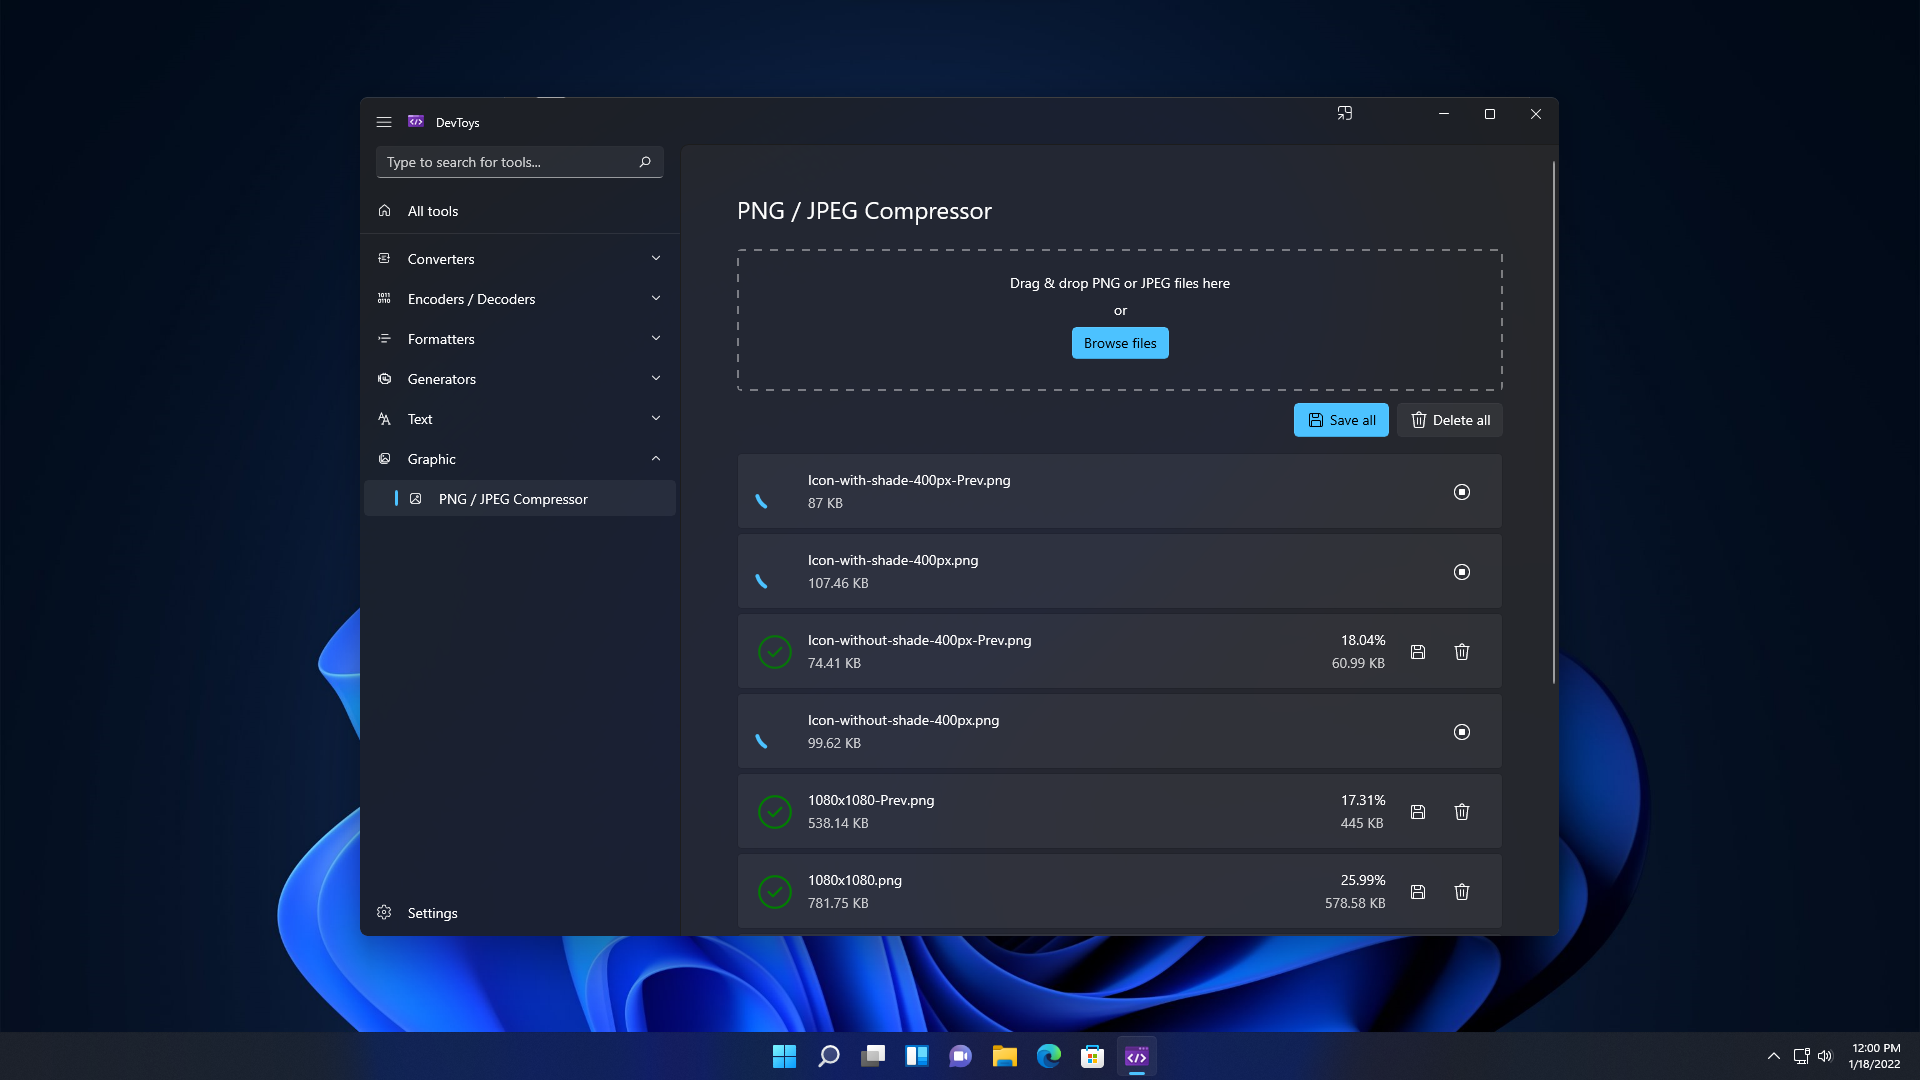 DevToys
Type to search for tools...
All tools
Converters
Encoders / Decoders
Formatters
Generators
Text
Graphic
PNG / JPEG Compressor
Settings
PNG / JPEG Compressor
Drag & drop PNG or JPEG files here
or
Browse files
Save all
Delete all
Icon-with-shade-400px-Prev.png
87 KB
Icon-with-shade-400px.png
107.46 KB
Icon-without-shade-400px-Prev.png
74.41 KB
18.04%
60.99 KB
Icon-without-shade-400px.png
99.62 KB
1080x1080-Prev.png
538.14 KB
17.31%
445 KB
1080x1080.png
781.75 KB
25.99%
578.58 KB
12:00 PM
1/18/2022